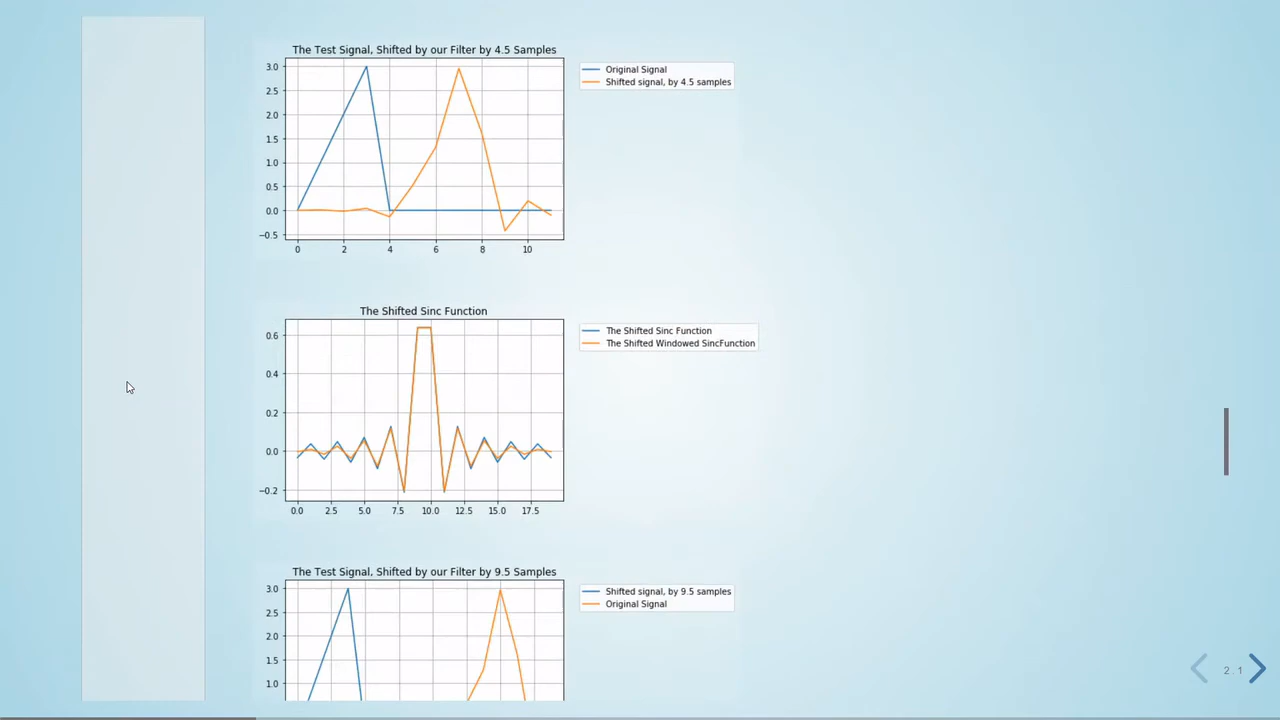 The Test Signal, Shifted by our Filter by 4.5 Samples
3.0
2.5
2.0
1.5
1.0
0.5
0.0
−0.5
0 2 4 6 8 10
Original Signal
Shifted signal, by 4.5 samples
The Shifted Sinc Function
0.6
0.4
0.2
0.0
−0.2
0.0 2.5 5.0 7.5 10.0 12.5 15.0 17.5
The Shifted Sinc Function
The Shifted Windowed SincFunction
The Test Signal, Shifted by our Filter by 9.5 Samples
3.0
2.5
2.0
1.5
1.0
Shifted signal, by 9.5 samples
Original Signal
2.1